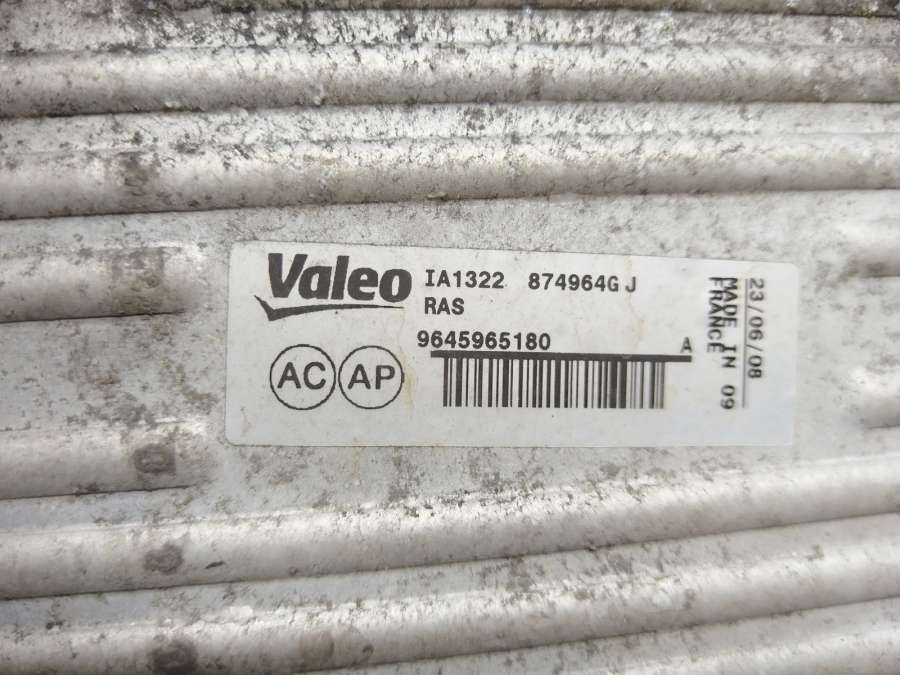 Valeo
IA1322 874964G J
RAS
9645965180
A
AC AP
23/06/08
MADE IN 09
FRANCE